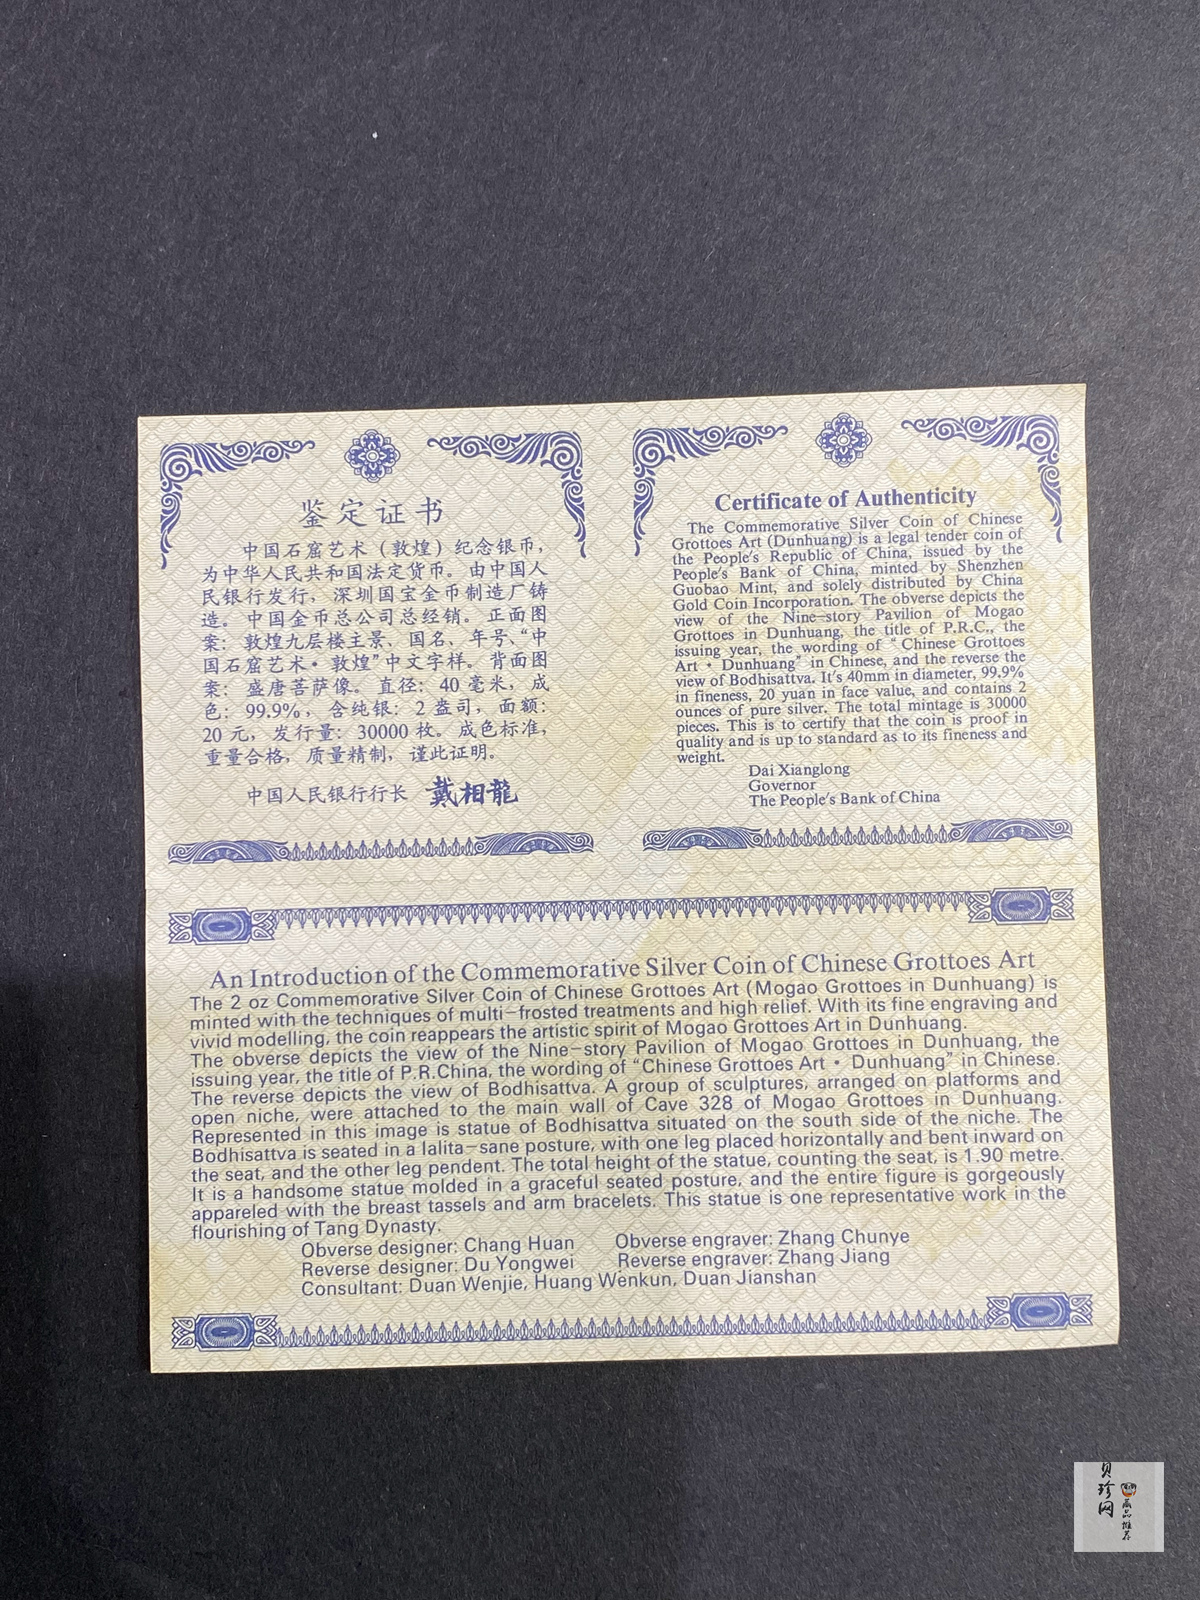 鉴定证书
中国石窟艺术（敦煌）纪念银币，
为中华人民共和国法定货币。由中国人
民银行发行，深圳国宝金币制造厂铸
造。中国金币总公司总经销。正面图
案：敦煌九层楼主景、国名、年号、“中
国石窟艺术·敦煌”中文字样。背面图
案：盛唐菩萨像。直径：40毫米，成
色：99.9%，含纯银：2盎司，面额：
20元，发行量：30000枚。成色标准，
重量合格，质量精制，谨此证明。
中国人民银行行长 戴相龍
Certificate of Authenticity
The Commemorative Silver Coin of Chinese
Grottoes Art (Dunhuang) is a legal tender coin of
the People's Republic of China, issued by the
People's Bank of China, minted by Shenzhen
Guobao Mint, and solely distributed by China
Gold Coin Incorporation. The obverse depicts the
view of the Nine-story Pavilion of Mogao
Grottoes in Dunhuang, the title of P.R.C., the
issuing year, the wording of "Chinese Grottoes
Art · Dunhuang" in Chinese, and the reverse the
view of Bodhisattva. It's 40mm in diameter, 99.9%
in fineness, 20 yuan in face value, and contains 2
ounces of pure silver. The total mintage is 30000
pieces. This is to certify that the coin is proof in
quality and is up to standard as to its fineness and
weight.
Dai Xianglong
Governor
The People's Bank of China
An Introduction of the Commemorative Silver Coin of Chinese Grottoes Art
The 2 oz Commemorative Silver Coin of Chinese Grottoes Art (Mogao Grottoes in Dunhuang) is
minted with the techniques of multi-frosted treatments and high relief. With its fine engraving and
vivid modelling, the coin reappears the artistic spirit of Mogao Grottoes Art in Dunhuang.
The obverse depicts the view of the Nine-story Pavilion of Mogao Grottoes in Dunhuang, the
issuing year, the title of P.R.China, the wording of "Chinese Grottoes Art · Dunhuang" in Chinese.
The reverse depicts the view of Bodhisattva. A group of sculptures, arranged on platforms and
open niche, were attached to the main wall of Cave 328 of Mogao Grottoes in Dunhuang.
Represented in this image is statue of Bodhisattva situated on the south side of the niche. The
Bodhisattva is seated in a lalita-sane posture, with one leg placed horizontally and bent inward on
the seat, and the other leg pendent. The total height of the statue, counting the seat, is 1.90 metre.
It is a handsome statue molded in a graceful seated posture, and the entire figure is gorgeously
appareled with the breast tassels and arm bracelets. This statue is one representative work in the
flourishing of Tang Dynasty.
Obverse designer: Chang Huan Obverse engraver: Zhang Chunye
Reverse designer: Du Yongwei Reverse engraver: Zhang Jiang
Consultant: Duan Wenjie, Huang Wenkun, Duan Jianshan
贝珍网
藏品推荐